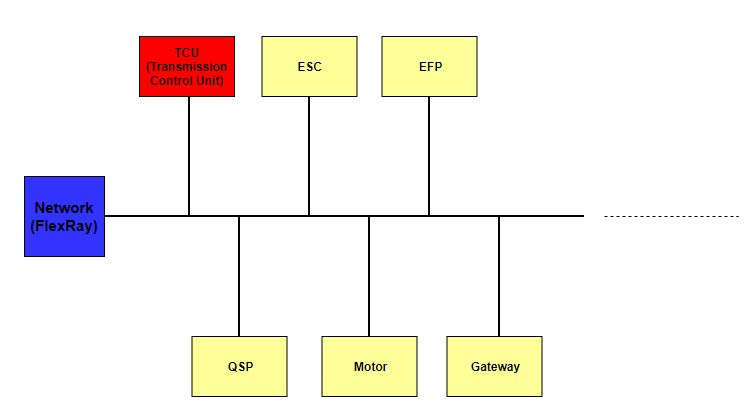 TCU
(Transmission
Control Unit)
ESC
EFP
Network
(FlexRay)
QSP
Motor
Gateway